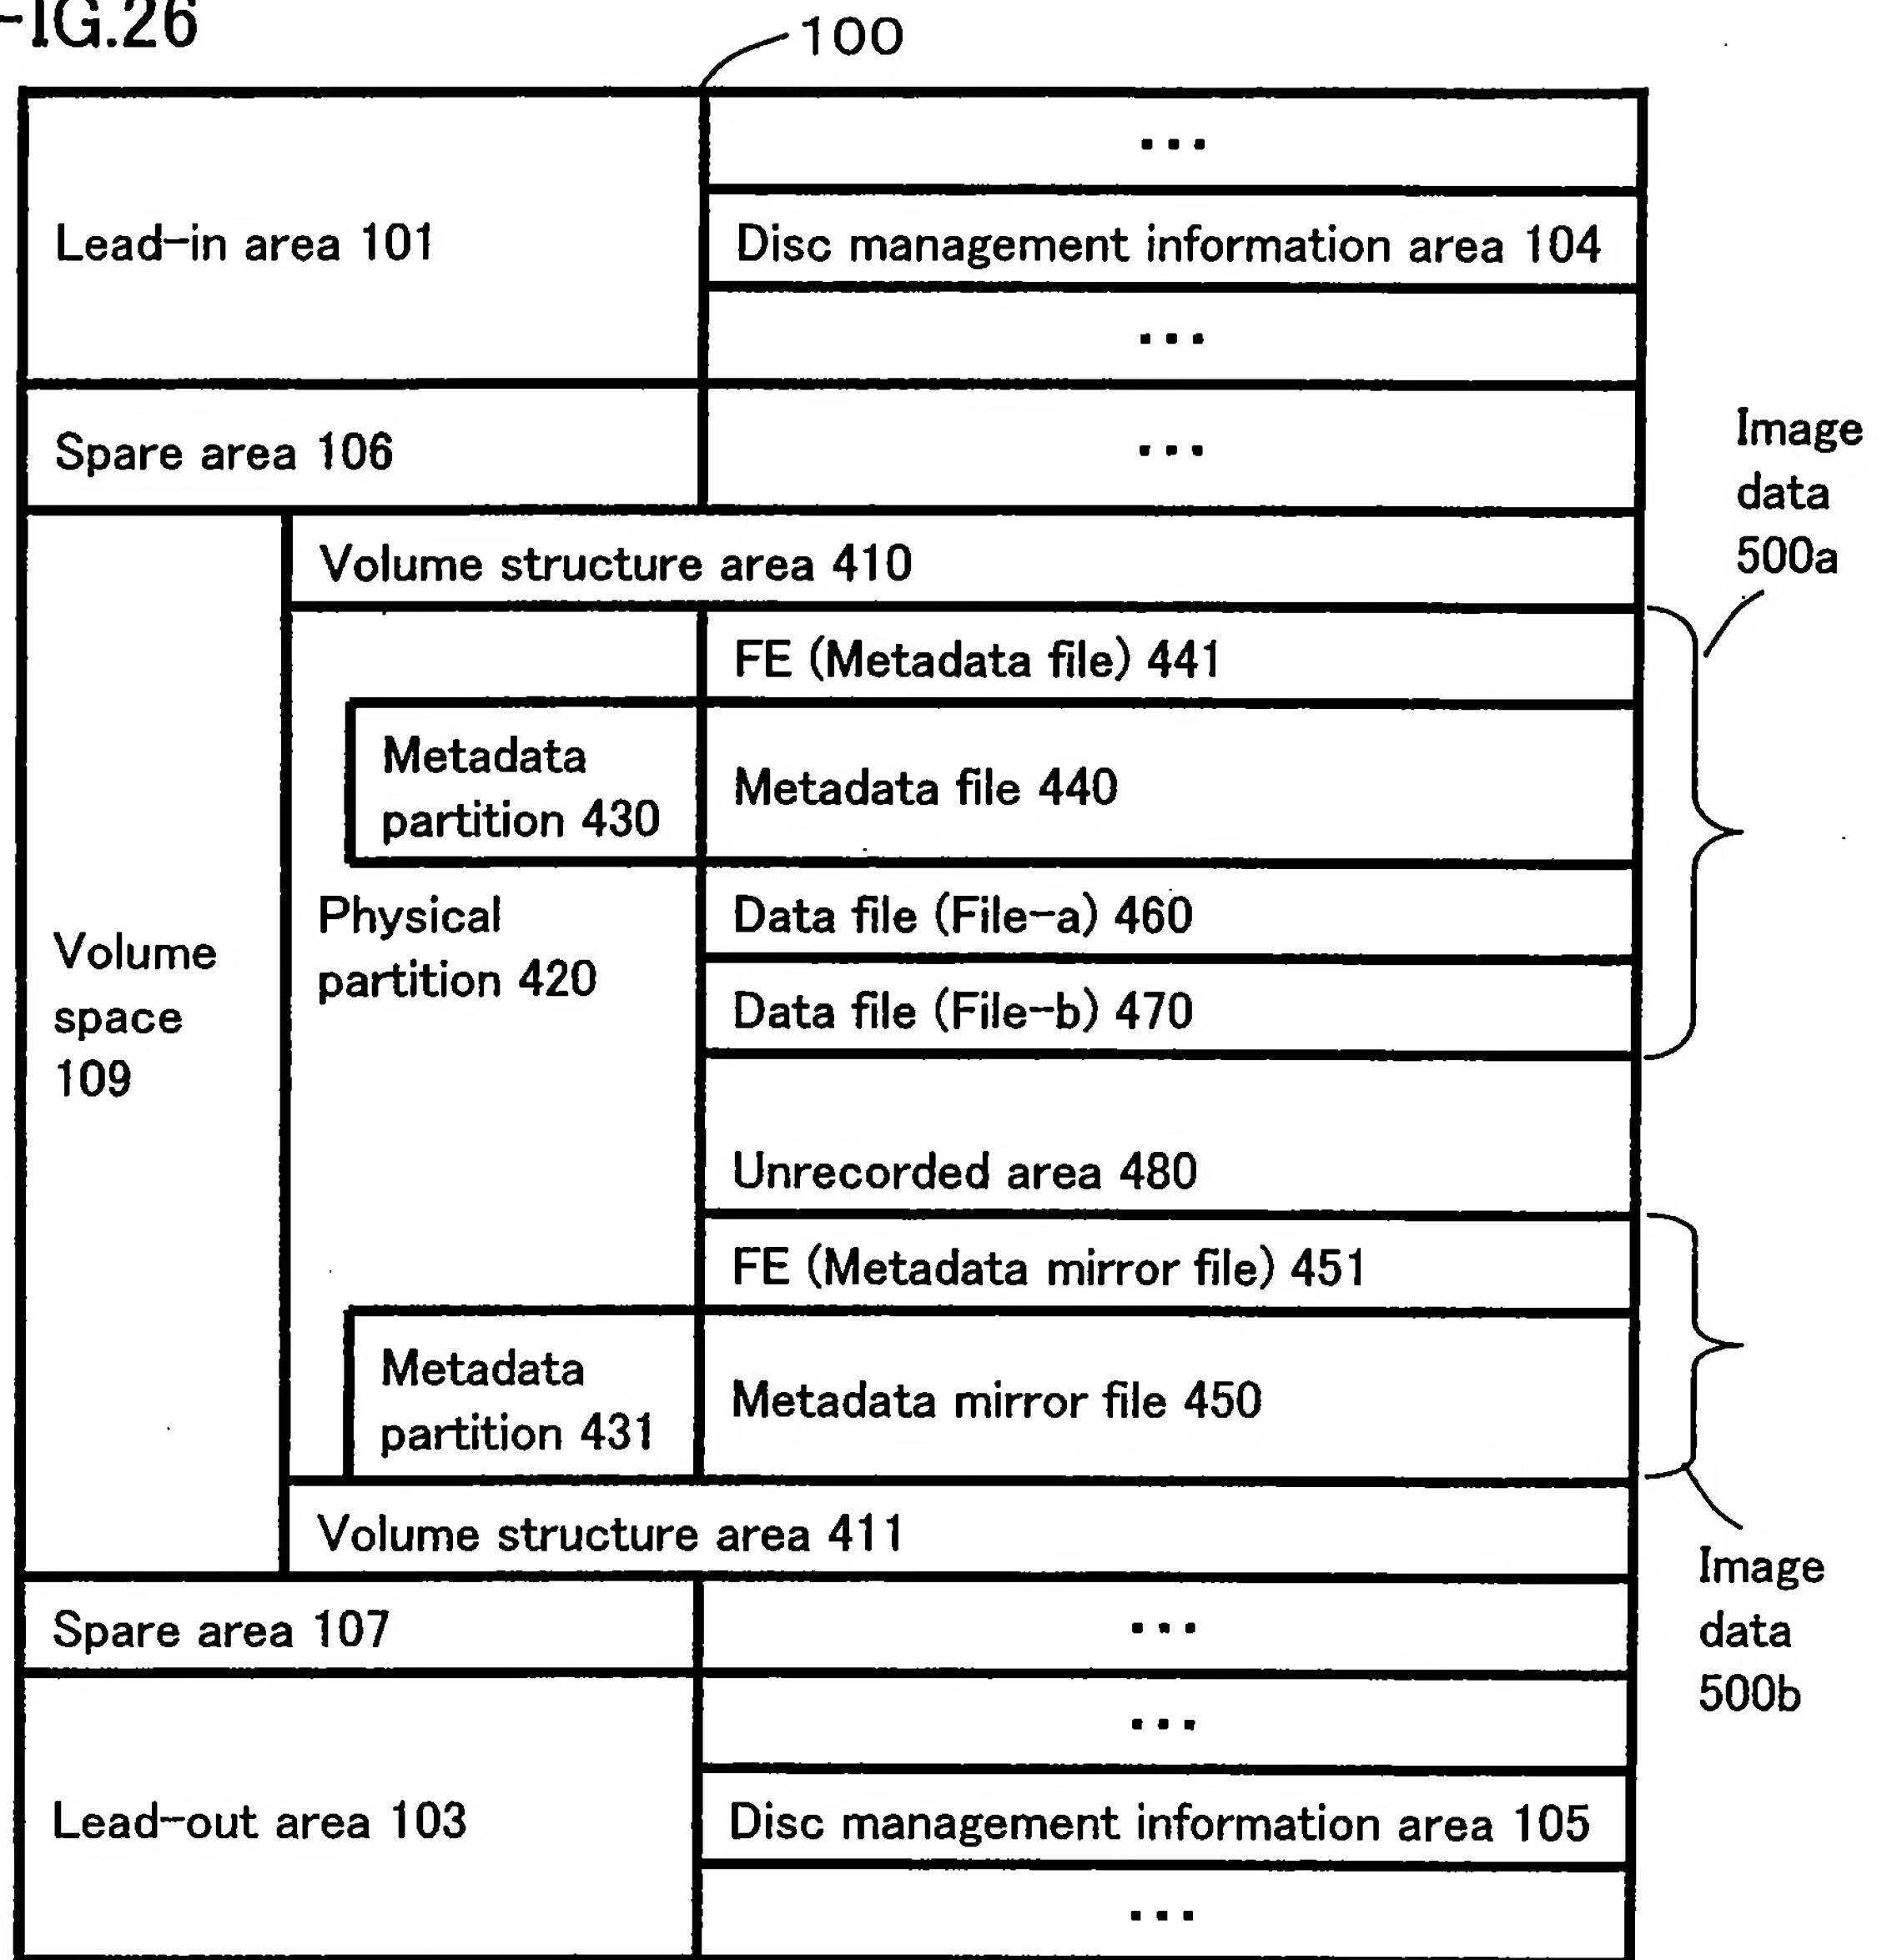 -IG.26
100
...
Lead-in area 101
Disc management information area 104
...
Spare area 106
...
Image
data
500a
Volume structure area 410
FE (Metadata file) 441
Metadata
partition 430
Metadata file 440
Physical
partition 420
Data file (File-a) 460
Volume
space
109
Data file (File-b) 470
Unrecorded area 480
FE (Metadata mirror file) 451
Metadata
partition 431
Metadata mirror file 450
Volume structure area 411
Image
data
500b
Spare area 107
...
...
Lead-out area 103
Disc management information area 105
...